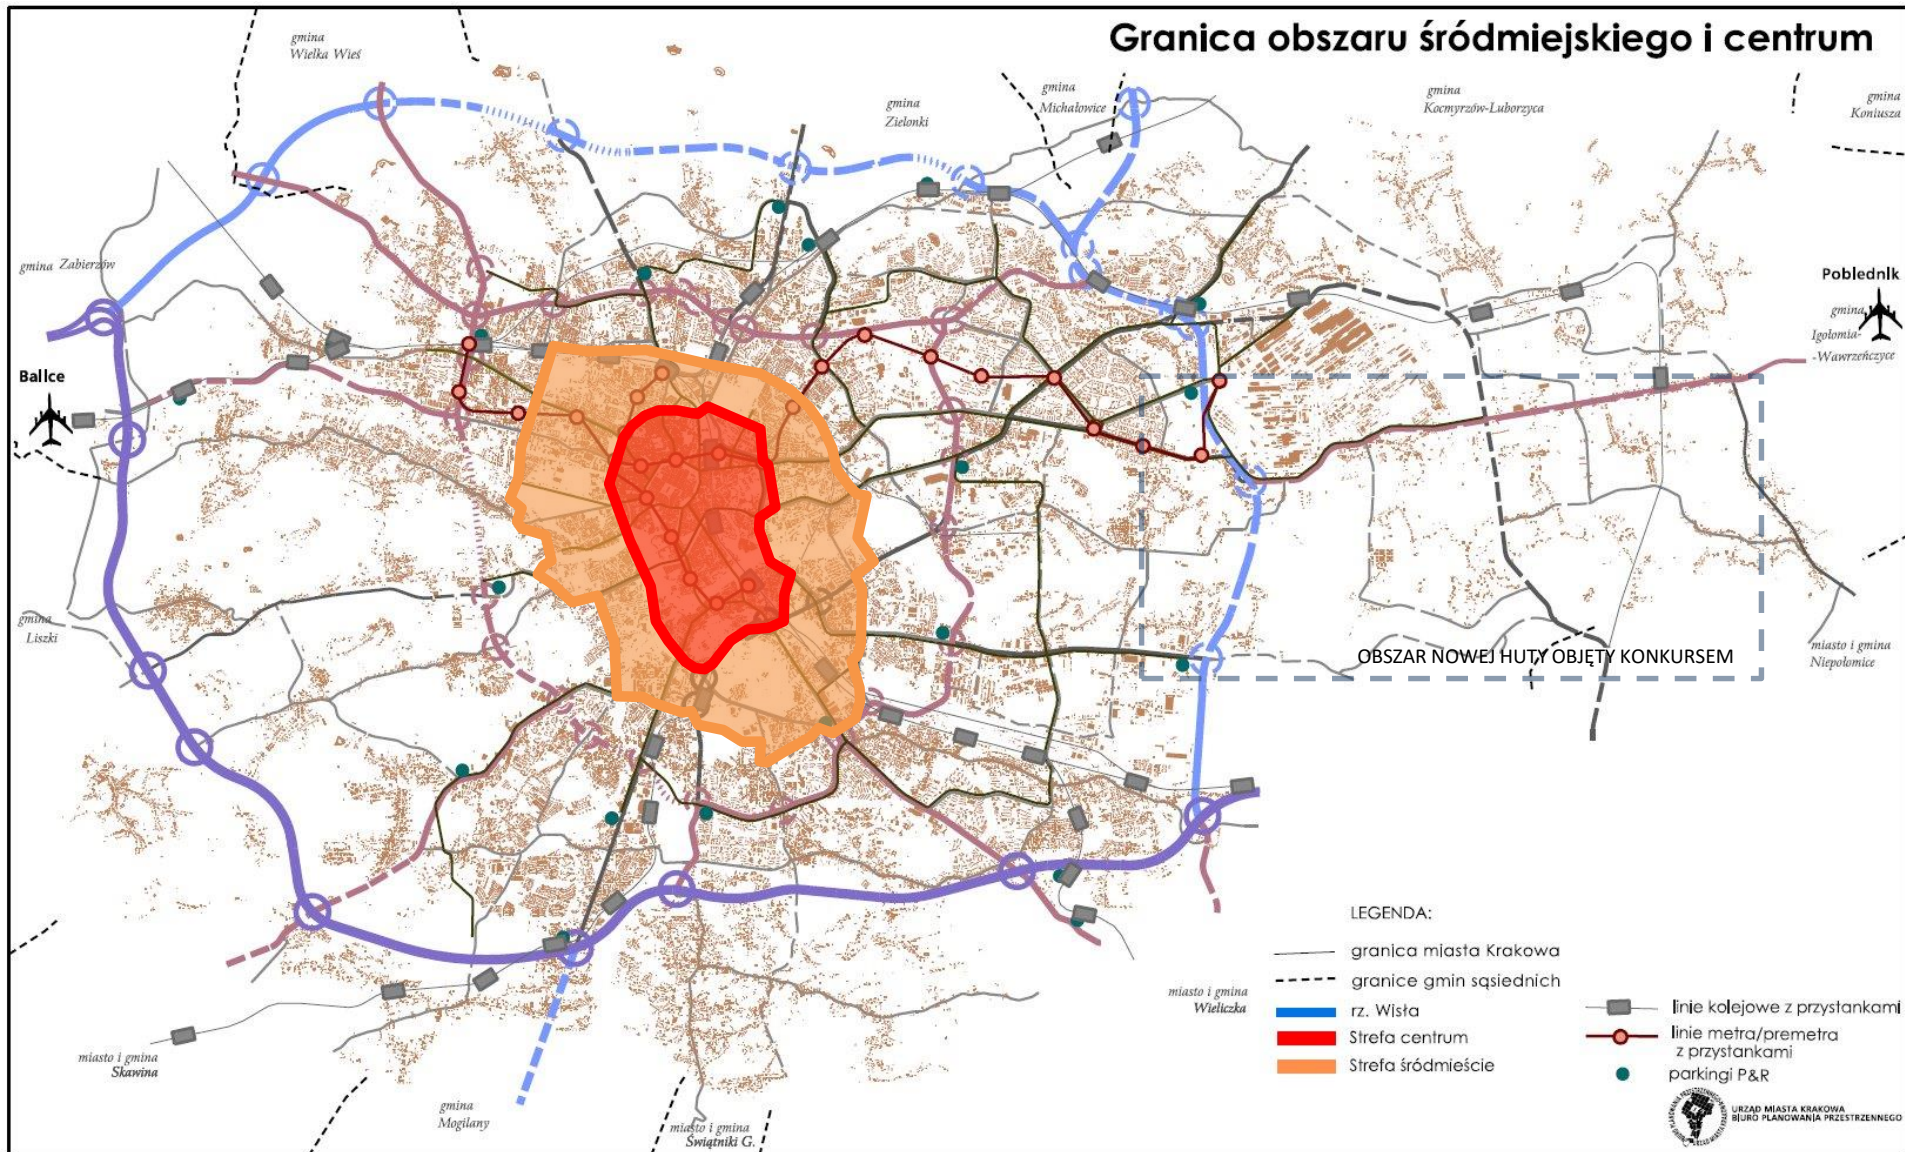 Granica obszaru śródmiejskiego i centrum
gmina
Wielka Wieś
gmina
Zielonki
gmina
Michałowice
gmina
Kocmyrzów-Luborzyca
gmina
Koniusza
gmina Zabierzów
Pobiednik
gmina
Igołomia-
-Wawrzeńczyce
Balice
gmina
Liszki
OBSZAR NOWEJ HUTY OBJĘTY KONKURSEM
miasto i gmina
Niepołomice
LEGENDA:
granica miasta Krakowa
granice gmin sąsiednich
rz. Wisła
Strefa centrum
Strefa śródmieście
linie kolejowe z przystankami
linie metra/premetra
z przystankami
parkingi P&R
miasto i gmina
Wieliczka
miasto i gmina
Skawina
gmina
Mogilany
miasto i gmina
Świątniki G.
URZĄD MIASTA KRAKOWA
BIURO PLANOWANIA PRZESTRZENNEGO